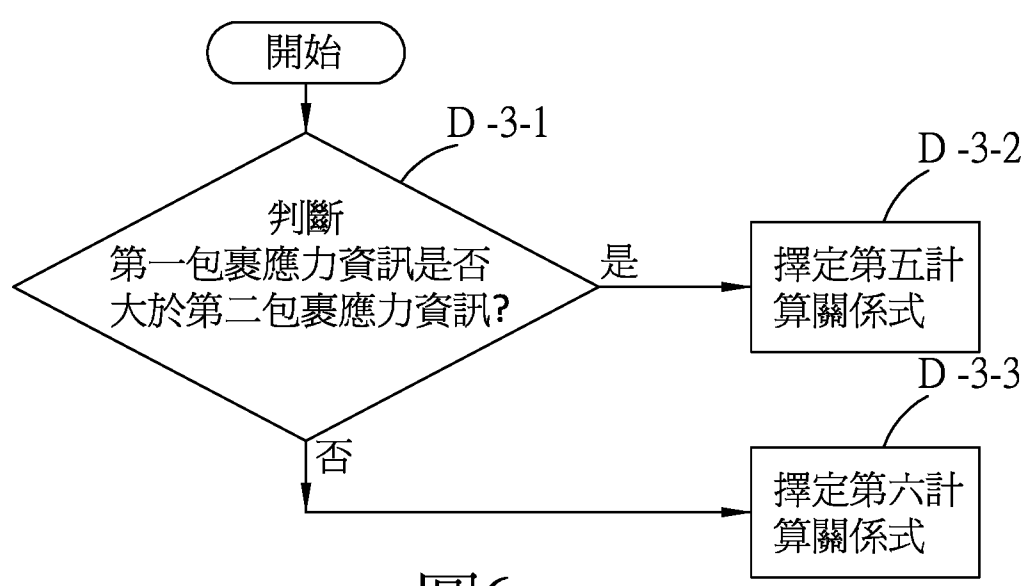 開始
D -3-1
D -3-2
判斷
第一包裹應力資訊是否
大於第二包裹應力資訊?
是
擇定第五計
算關係式
D -3-3
否
擇定第六計
算關係式
圖6